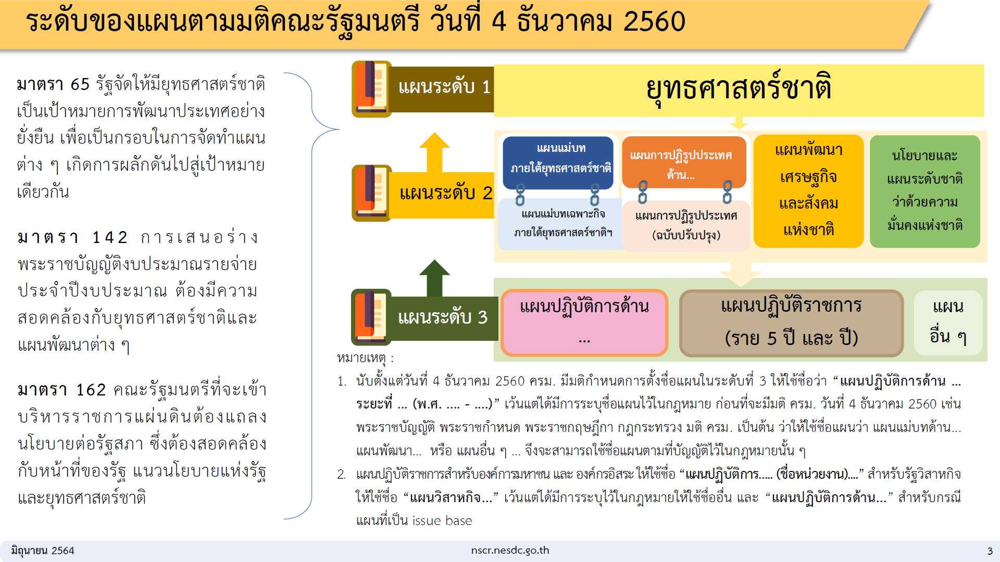 ระดับของแผนตามมติคณะรัฐมนตรี วันที่ 4 ธันวาคม 2560
มาตรา 65 รัฐจัดให้มียุทธศาสตร์ชาติ
เป็นเป้าหมายการพัฒนาประเทศอย่าง
ยั่งยืน เพื่อเป็นกรอบในการจัดทำแผน
ต่าง ๆ เกิดการผลักดันไปสู่เป้าหมาย
เดียวกัน
มาตรา 142 การเสนอร่าง
พระราชบัญญัติงบประมาณรายจ่าย
ประจำปีงบประมาณ ต้องมีความ
สอดคล้องกับยุทธศาสตร์ชาติและ
แผนพัฒนาต่าง ๆ
มาตรา 162 คณะรัฐมนตรีที่จะเข้า
บริหารราชการแผ่นดินต้องแถลง
นโยบายต่อรัฐสภา ซึ่งต้องสอดคล้อง
กับหน้าที่ของรัฐ แนวนโยบายแห่งรัฐ
และยุทธศาสตร์ชาติ
แผนระดับ 1
ยุทธศาสตร์ชาติ
แผนระดับ 2
แผนแม่บท
ภายใต้ยุทธศาสตร์ชาติ
แผนแม่บทเฉพาะกิจ
ภายใต้ยุทธศาสตร์ชาติฯ
แผนการปฏิรูปประเทศ
ด้าน...
แผนการปฏิรูปประเทศ
(ฉบับปรับปรุง)
แผนพัฒนา
เศรษฐกิจ
และสังคม
แห่งชาติ
นโยบายและ
แผนระดับชาติ
ว่าด้วยความ
มั่นคงแห่งชาติ
แผนระดับ 3
แผนปฏิบัติการด้าน
...
แผนปฏิบัติราชการ
(ราย 5 ปี และ ปี)
แผน
อื่น ๆ
หมายเหตุ :
1. นับตั้งแต่วันที่ 4 ธันวาคม 2560 ครม. มีมติกำหนดการตั้งชื่อแผนในระดับที่ 3 ให้ใช้ชื่อว่า “แผนปฏิบัติการด้าน ...
ระยะที่ ... (พ.ศ. .... - ....)” เว้นแต่ได้มีการระบุชื่อแผนไว้ในกฎหมาย ก่อนที่จะมีมติ ครม. วันที่ 4 ธันวาคม 2560 เช่น
พระราชบัญญัติ พระราชกำหนด พระราชกฤษฎีกา กฎกระทรวง มติ ครม. เป็นต้น ว่าให้ใช้ชื่อแผนว่า แผนแม่บทด้าน...
แผนพัฒนา... หรือ แผนอื่น ๆ ... จึงจะสามารถใช้ชื่อแผนตามที่บัญญัติไว้ในกฎหมายนั้น ๆ
2. แผนปฏิบัติราชการสำหรับองค์การมหาชน และ องค์กรอิสระ ให้ใช้ชื่อ “แผนปฏิบัติการ..... (ชื่อหน่วยงาน)....” สำหรับรัฐวิสาหกิจ
ให้ใช้ชื่อ “แผนวิสาหกิจ...” เว้นแต่ได้มีการระบุไว้ในกฎหมายให้ใช้ชื่ออื่น และ “แผนปฏิบัติการด้าน...” สำหรับกรณี
แผนที่เป็น issue base
มิถุนายน 2564
nscr.nesdc.go.th
3